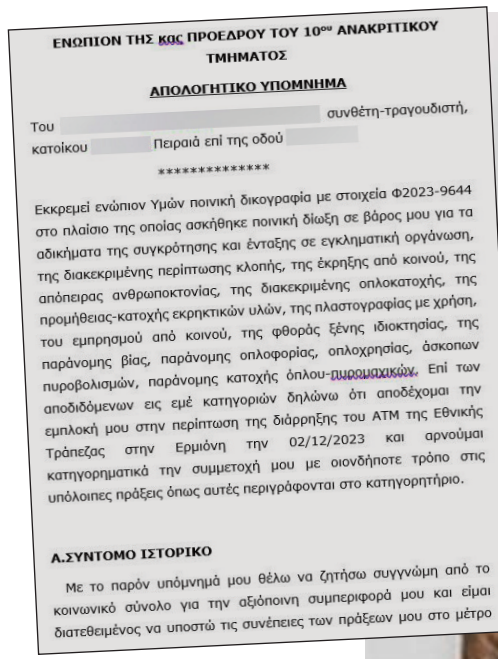 ΕΝΩΠΙΟΝ ΤΗΣ κας ΠΡΟΕΔΡΟΥ ΤΟΥ 10ου ΑΝΑΚΡΙΤΙΚΟΥ
ΤΜΗΜΑΤΟΣ
ΑΠΟΛΟΓΗΤΙΚΟ ΥΠΟΜΝΗΜΑ
Του συνθέτη-τραγουδιστή,
κατοίκου Πειραιά επί της οδού
**************
Εκκρεμεί ενώπιον Υμών ποινική δικογραφία με στοιχεία Φ2023-9644
στο πλαίσιο της οποίας ασκήθηκε ποινική δίωξη σε βάρος μου για τα
αδικήματα της συγκρότησης και ένταξης σε εγκληματική οργάνωση,
της διακεκριμένης περίπτωσης κλοπής, της έκρηξης από κοινού, της
απόπειρας ανθρωποκτονίας, της διακεκριμένης οπλοκατοχής, της
προμήθειας-κατοχής εκρηκτικών υλών, της πλαστογραφίας με χρήση,
του εμπρησμού από κοινού, της φθοράς ξένης ιδιοκτησίας, της
παράνομης βίας, παράνομης οπλοφορίας, οπλοχρησίας, άσκοπων
πυροβολισμών, παράνομης κατοχής όπλου-πυρομαχικών. Επί των
αποδιδόμενων εις εμέ κατηγοριών δηλώνω ότι αποδέχομαι την
εμπλοκή μου στην περίπτωση της διάρρηξης του ΑΤΜ της Εθνικής
Τράπεζας στην Ερμιόνη την 02/12/2023 και αρνούμαι
κατηγορηματικά την συμμετοχή μου με οιονδήποτε τρόπο στις
υπόλοιπες πράξεις όπως αυτές περιγράφονται στο κατηγορητήριο.
Α.ΣΥΝΤΟΜΟ ΙΣΤΟΡΙΚΟ
Με το παρόν υπόμνημά μου θέλω να ζητήσω συγγνώμη από το
κοινωνικό σύνολο για την αξιόποινη συμπεριφορά μου και είμαι
διατεθειμένος να υποστώ τις συνέπειες των πράξεων μου στο μέτρο